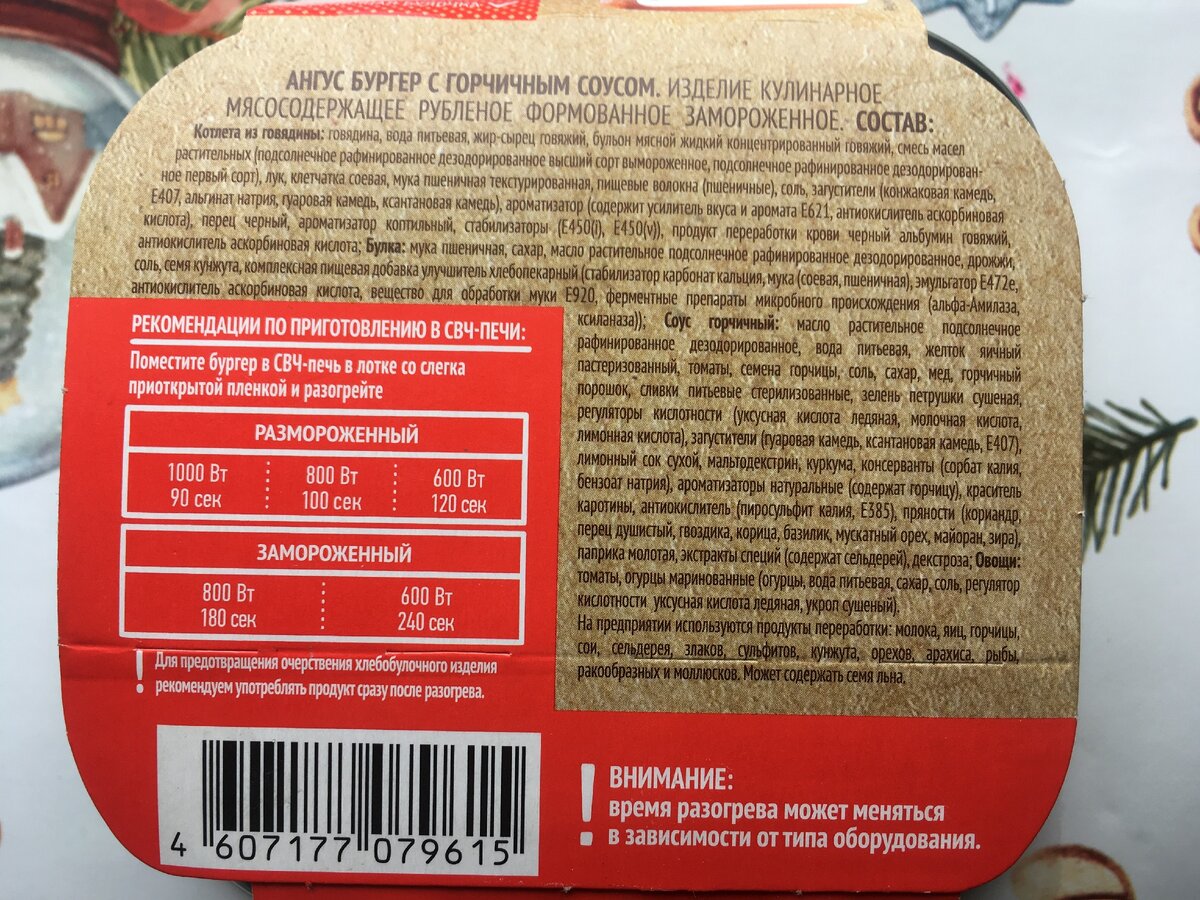 АНГУС БУРГЕР С ГОРЧИЧНЫМ СОУСОМ. ИЗДЕЛИЕ КУЛИНАРНОЕ
МЯСОСОДЕРЖАЩЕЕ РУБЛЕНОЕ ФОРМОВАННОЕ ЗАМОРОЖЕННОЕ. СОСТАВ:
Котлета из говядины: говядина, вода питьевая, жир-сырец говяжий, бульон мясной жидкий концентрированный говяжий, смесь масел
растительных (подсолнечное рафинированное дезодорированное высший сорт вымороженное, подсолнечное рафинированное дезодорирован-
ное первый сорт), лук, клетчатка соевая, мука пшеничная текстурированная, пищевые волокна (пшеничные), соль, загустители (конжаковая камедь,
Е407, альгинат натрия, гуаровая камедь, ксантановая камедь), ароматизатор (содержит усилитель вкуса и аромата Е621, антиокислитель аскорбиновая
кислота), перец черный, ароматизатор коптильный, стабилизаторы (Е450(i), Е450(v)), продукт переработки крови черный альбумин говяжий,
антиокислитель аскорбиновая кислота; Булка: мука пшеничная, сахар, масло растительное подсолнечное рафинированное дезодорированное, дрожжи,
соль, семя кунжута, комплексная пищевая добавка улучшитель хлебопекарный (стабилизатор карбонат кальция, мука (соевая, пшеничная), эмульгатор Е472е,
антиокислитель аскорбиновая кислота, вещество для обработки муки Е920, ферментные препараты микробного происхождения (альфа-Амилаза,
ксиланаза)); Соус горчичный: масло растительное подсолнечное
рафинированное дезодорированное, вода питьевая, желток яичный
пастеризованный, томаты, семена горчицы, соль, сахар, мед, горчичный
порошок, сливки питьевые стерилизованные, зелень петрушки сушеная,
регуляторы кислотности (уксусная кислота ледяная, молочная кислота,
лимонная кислота), загустители (гуаровая камедь, ксантановая камедь, Е407),
лимонный сок сухой, мальтодекстрин, куркума, консерванты (сорбат калия,
бензоат натрия), ароматизаторы натуральные (содержат горчицу), краситель
каротины, антиокислитель (пиросульфит калия, Е385), пряности (кориандр,
перец душистый, гвоздика, корица, базилик, мускатный орех, майоран, зира),
паприка молотая, экстракты специй (содержат сельдерей), декстроза; Овощи:
томаты, огурцы маринованные (огурцы, вода питьевая, сахар, соль, регулятор
кислотности уксусная кислота ледяная, укроп сушеный).
На предприятии используются продукты переработки: молока, яиц, горчицы,
сои, сельдерея, злаков, сульфитов, кунжута, орехов, арахиса, рыбы,
ракообразных и моллюсков. Может содержать семя льна.
РЕКОМЕНДАЦИИ ПО ПРИГОТОВЛЕНИЮ В СВЧ-ПЕЧИ:
Поместите бургер в СВЧ-печь в лотке со слегка
приоткрытой пленкой и разогрейте
РАЗМОРОЖЕННЫЙ
1000 Вт 800 Вт 600 Вт
90 сек 100 сек 120 сек
ЗАМОРОЖЕННЫЙ
800 Вт 600 Вт
180 сек 240 сек
! Для предотвращения очерствения хлебобулочного изделия
рекомендуем употреблять продукт сразу после разогрева.
4 607177 079615
! ВНИМАНИЕ:
время разогрева может меняться
в зависимости от типа оборудования.